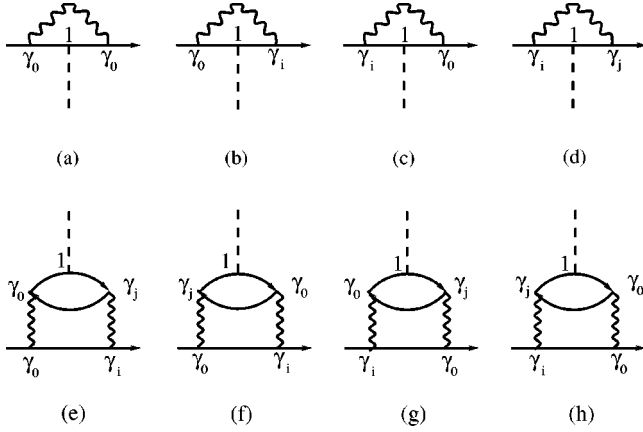 1 1 1 1
γ₀ γ₀ γ₀ γᵢ γᵢ γ₀ γᵢ γⱼ
(a) (b) (c) (d)
1 1 1 1
γ₀ γⱼ γⱼ γ₀ γ₀ γⱼ γⱼ γ₀
γ₀ γᵢ γ₀ γᵢ γᵢ γ₀ γᵢ γ₀
(e) (f) (g) (h)